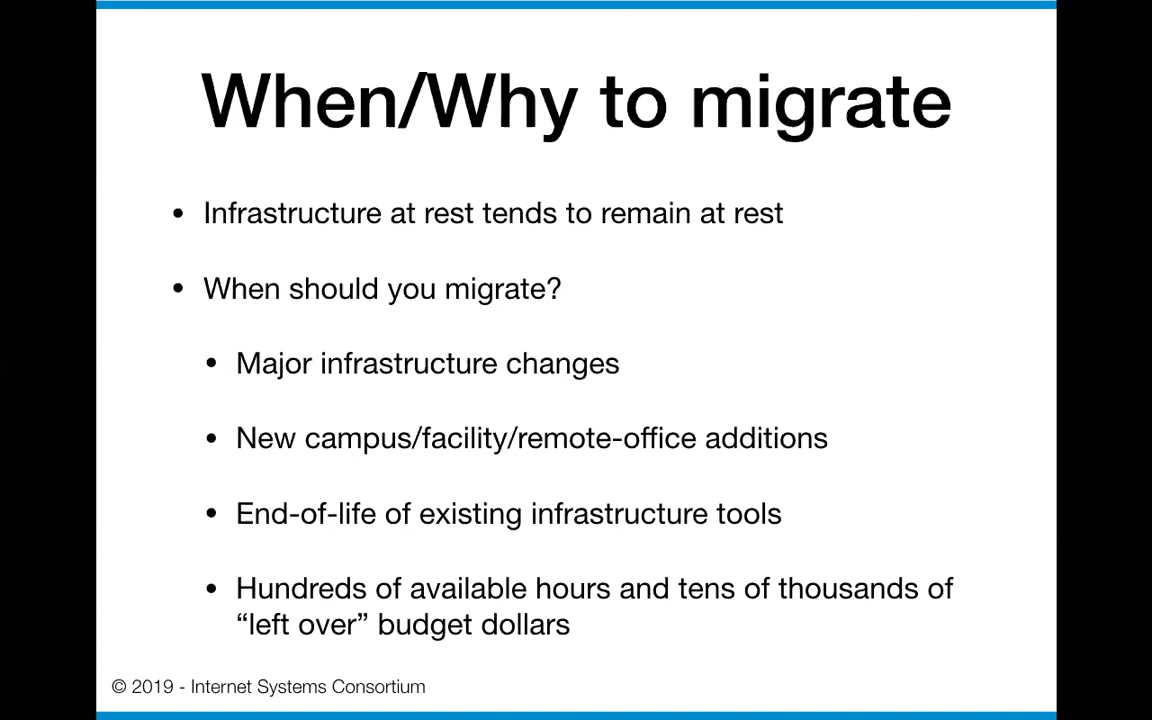 When/Why to migrate
• Infrastructure at rest tends to remain at rest
• When should you migrate?
• Major infrastructure changes
• New campus/facility/remote-office additions
• End-of-life of existing infrastructure tools
• Hundreds of available hours and tens of thousands of
“left over” budget dollars
© 2019 - Internet Systems Consortium